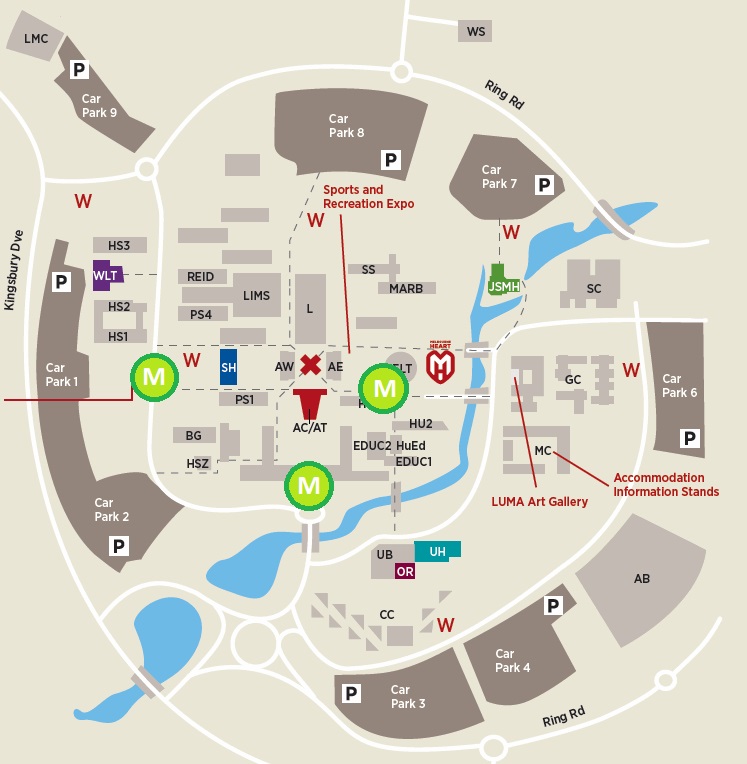 WS
LMC
P
Car
Park 9
Ring Rd
Car
Park 8
P
Car
Park 7
P
Sports and
Recreation Expo
W
W
W
Kingsbury Dve
HS3
WLT
P
SS
MARB
JSMH
SC
REID
LIMS
PS4
L
HS2
HS1
MELBOURNE
HEART
M
W
SH
AW
AE
ELT
M
M
Car
Park 1
GC
W
Car
Park 6
P
PS1
AC/AT
H
HU2
BG
HSZ
EDUC2
HuEd
EDUC1
MC
M
LUMA Art Gallery
Accommodation
Information Stands
Car
Park 2
P
UB
UH
OR
AB
CC
W
P
Car
Park 4
P
Car
Park 3
Ring Rd